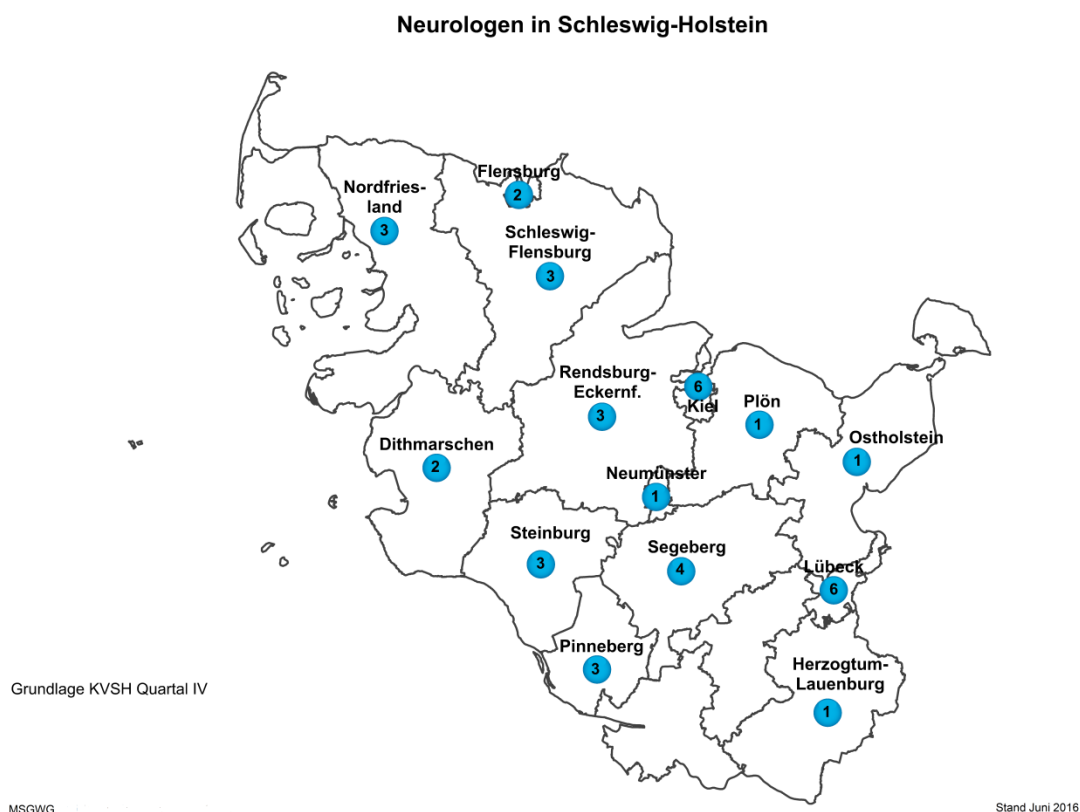 Neurologen in Schleswig-Holstein
Flensburg
2
Nordfries-
land
3
Schleswig-
Flensburg
3
Rendsburg-
Eckernf.
3
6
Kiel
Plön
1
Ostholstein
1
Dithmarschen
2
Neumünster
1
Steinburg
3
Segeberg
4
Lübeck
6
Pinneberg
3
Herzogtum-
Lauenburg
1
Grundlage KVSH Quartal IV
MSGWG
Stand Juni 2016